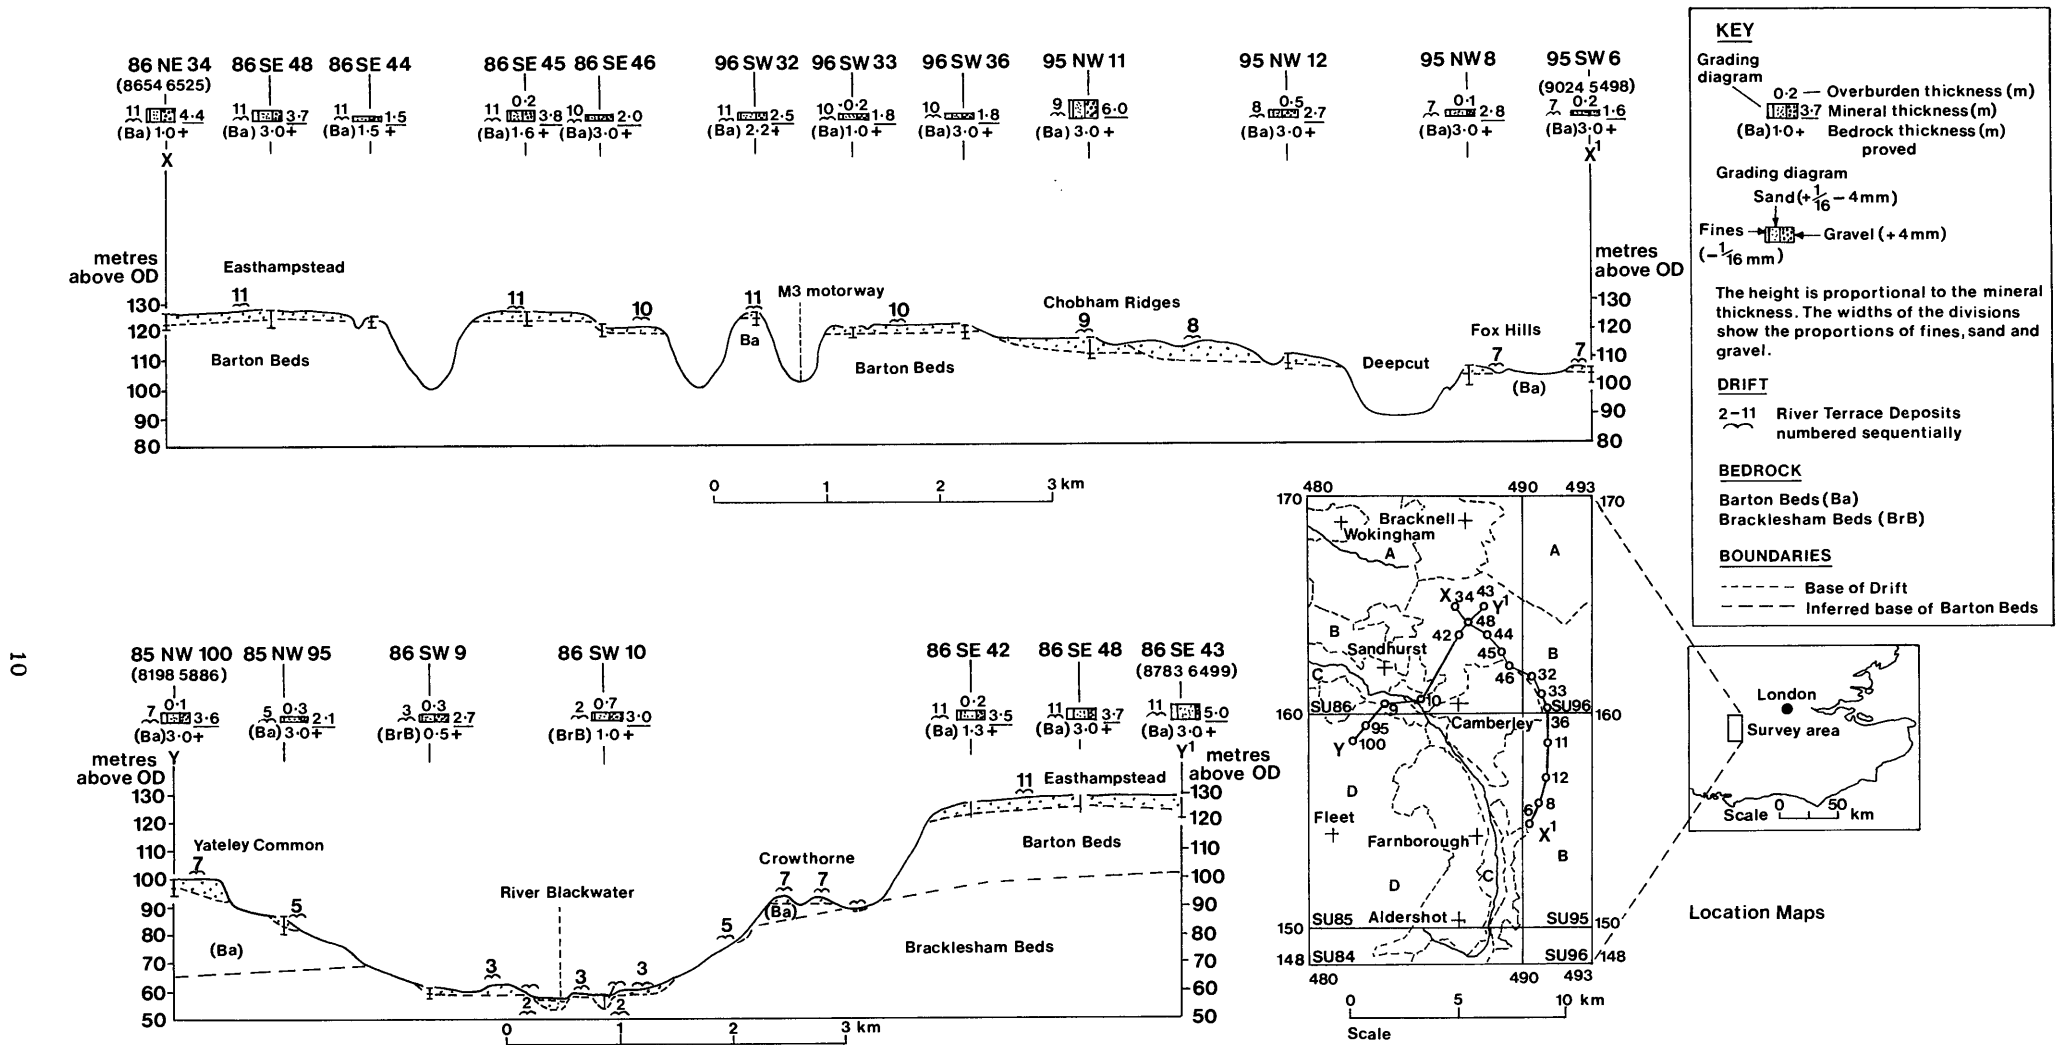 86 NE 34 86 SE 48 86 SE 44 86 SE 45 86 SE 46 96 SW 32 96 SW 33 96 SW 36 95 NW 11 95 NW 12 95 NW 8 95 SW 6
(8654 6525) (9024 5498)
0·2 ·0·2 0·5 0·1 0·2
11 4·4 11 3·7 11 1·5 11 3·8 10 2·0 11 2·5 10 1·8 10 1·8 9 6·0 8 2·7 7 2·8 7 1·6
(Ba) 1·0+ (Ba) 3·0+ (Ba) 1·5+ (Ba) 1·6+ (Ba) 3·0+ (Ba) 2·2+ (Ba) 1·0+ (Ba) 3·0+ (Ba) 3·0+ (Ba) 3·0+ (Ba) 3·0+ (Ba) 3·0+
X X1
metres
above OD
metres
above OD
Easthampstead
M3 motorway
Chobham Ridges
Fox Hills
11 11 10 11 10 9 8 7 7
Barton Beds
Ba
Barton Beds
Deepcut
(Ba)
130
120
110
100
90
80
130
120
110
100
90
80
0 1 2 3 km
KEY
Grading
diagram
0·2 — Overburden thickness (m)
3·7 Mineral thickness (m)
(Ba) 1·0+ Bedrock thickness (m)
proved
Grading diagram
Sand (+1/16 – 4mm)
Fines
(–1/16 mm)
Gravel (+4mm)
The height is proportional to the mineral
thickness. The widths of the divisions
show the proportions of fines, sand and
gravel.
DRIFT
2–11 River Terrace Deposits
numbered sequentially
BEDROCK
Barton Beds (Ba)
Bracklesham Beds (BrB)
BOUNDARIES
Base of Drift
Inferred base of Barton Beds
10
85 NW 100 85 NW 95 86 SW 9 86 SW 10 86 SE 42 86 SE 48 86 SE 43
(8198 5886) (8783 6499)
0·1 0·3 0·3 0·7 0·2
7 3·6 5 2·1 3 2·7 2 3·0 11 3·5 11 3·7 11 5·0
(Ba) 3·0+ (Ba) 3·0+ (BrB) 0·5+ (BrB) 1·0+ (Ba) 1·3+ (Ba) 3·0+ (Ba) 3·0+
Y Y1
metres
above OD
metres
above OD
Yateley Common
River Blackwater
Crowthorne
Easthampstead
7 5 3 2 3 2 3 5 7 7 11
(Ba)
(Ba)
Barton Beds
Bracklesham Beds
130
120
110
100
90
80
70
60
50
130
120
110
100
90
80
70
60
50
0 1 2 3 km
480 490 493
170 170
Bracknell
Wokingham
A A
X 34 43 Y1
48
B 42 44
Sandhurst 45 B
46 32
C 33
10
SU86 9 SU96
160 160
Camberley 36
95
Y 100 11
12
D
8
Fleet 6
X1
Farnborough
B
C
D
SU85 Aldershot SU95
150 150
148 SU84 SU96 148
480 490 493
0 5 10 km
Scale
London
Survey area
0 50
Scale km
Location Maps